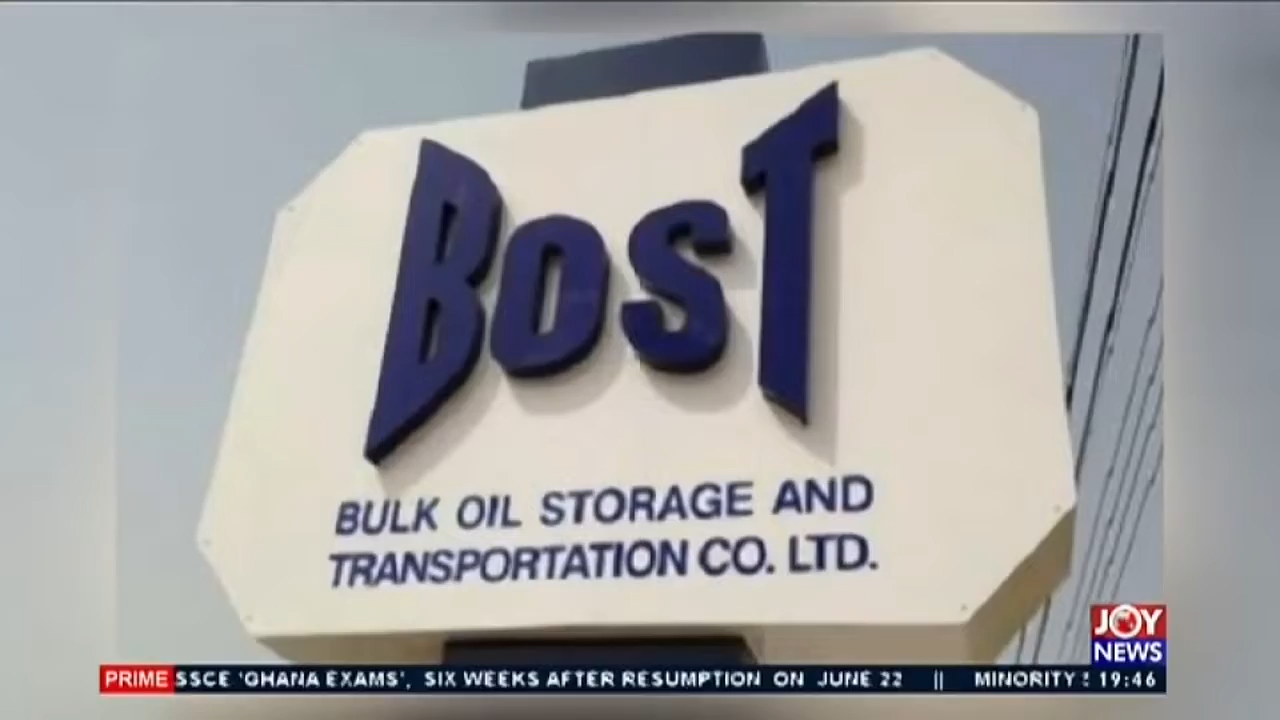 BOST
BULK OIL STORAGE AND
TRANSPORTATION CO. LTD.
JOY
NEWS
PRIME SSCE 'GHANA EXAMS', SIX WEEKS AFTER RESUMPTION ON JUNE 22 || MINORITY 19:46